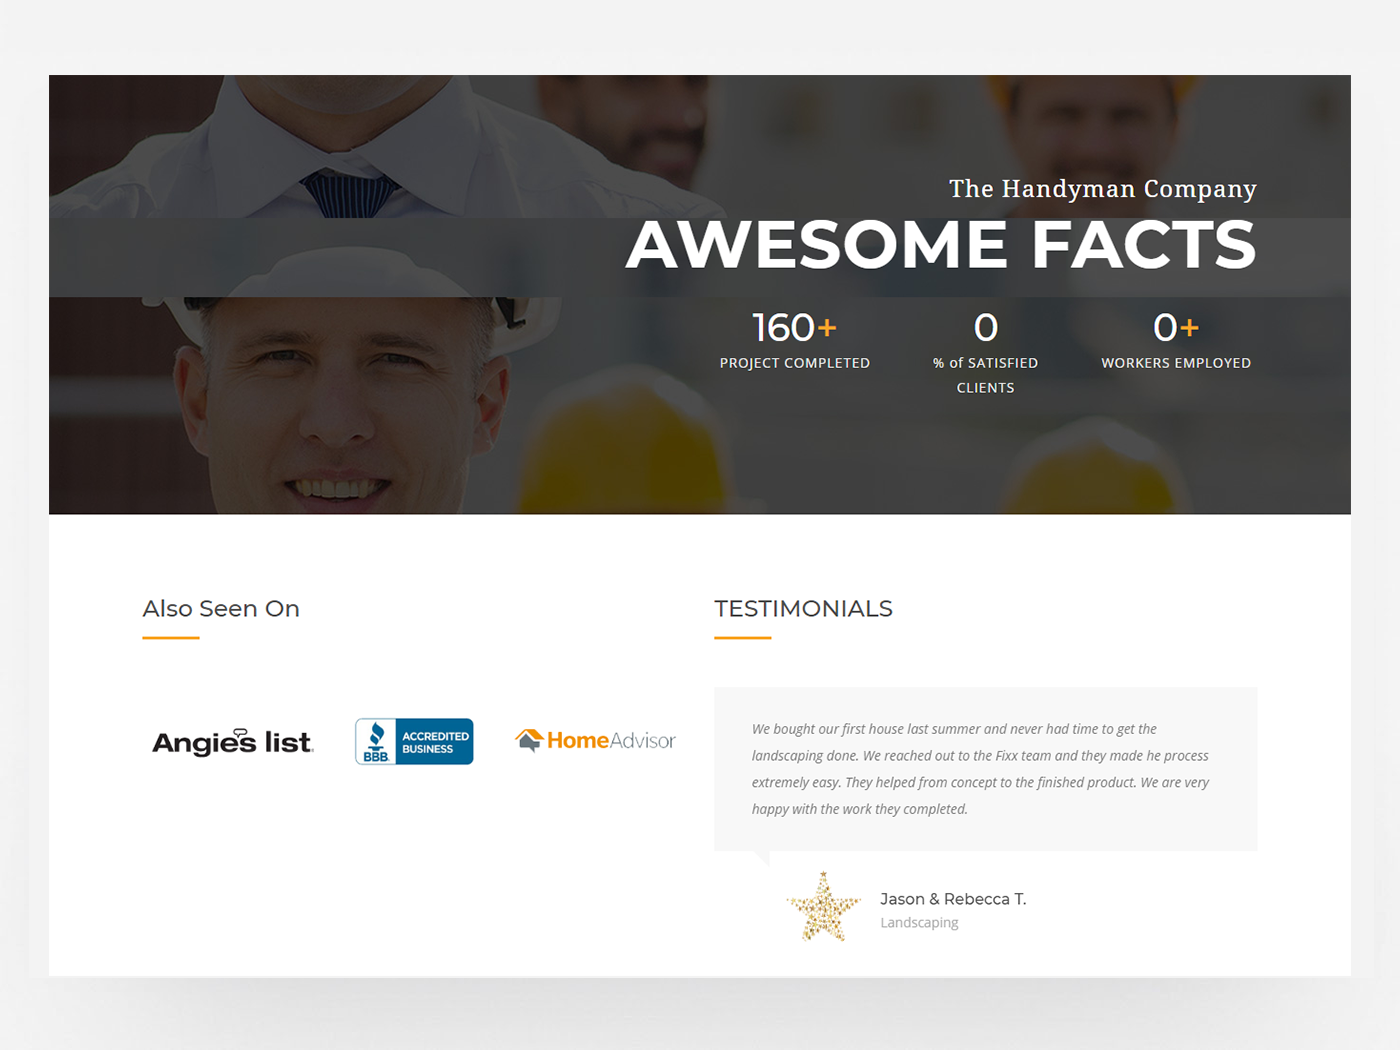 The Handyman Company
AWESOME FACTS
160+
PROJECT COMPLETED
0
% of SATISFIED
CLIENTS
0+
WORKERS EMPLOYED
Also Seen On
Angie's list.
BBB.
ACCREDITED
BUSINESS
HomeAdvisor
TESTIMONIALS
We bought our first house last summer and never had time to get the
landscaping done. We reached out to the Fixx team and they made he process
extremely easy. They helped from concept to the finished product. We are very
happy with the work they completed.
Jason & Rebecca T.
Landscaping